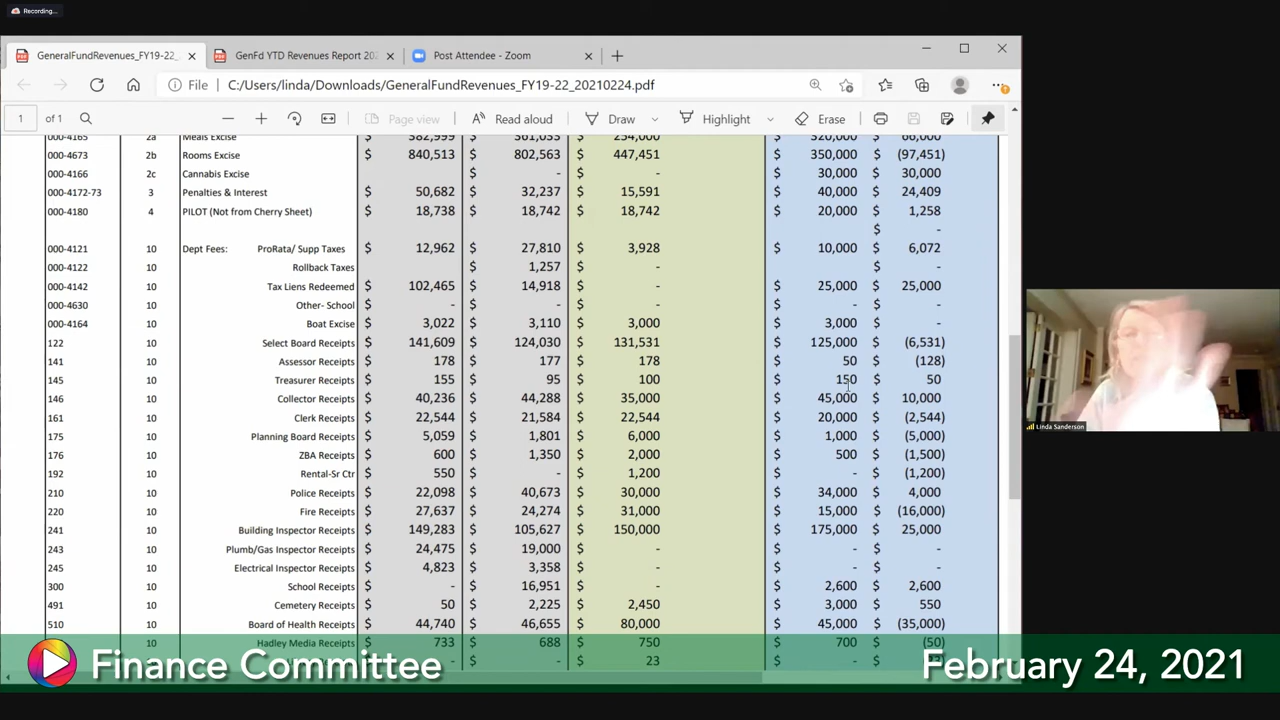 Recording...
GeneralFundRevenues_FY19-22_
GenFd YTD Revenues Report 202
Post Attendee - Zoom
File C:/Users/linda/Downloads/GeneralFundRevenues_FY19-22_20210224.pdf
1 of 1 Page view Read aloud Draw Highlight Erase
000-4165 2a Meals Excise 382,999 361,033 254,000 320,000 66,000
000-4673 2b Rooms Excise $ 840,513 $ 802,563 $ 447,451 $ 350,000 $ (97,451)
000-4166 2c Cannabis Excise $ - $ - $ 30,000 $ 30,000
000-4172-73 3 Penalties & Interest $ 50,682 $ 32,237 $ 15,591 $ 40,000 $ 24,409
000-4180 4 PILOT (Not from Cherry Sheet) $ 18,738 $ 18,742 $ 18,742 $ 20,000 $ 1,258
$ -
000-4121 10 Dept Fees: ProRata/ Supp Taxes $ 12,962 $ 27,810 $ 3,928 $ 10,000 $ 6,072
000-4122 10 Rollback Taxes $ 1,257 $ - $ -
000-4142 10 Tax Liens Redeemed $ 102,465 $ 14,918 $ - $ 25,000 $ 25,000
000-4630 10 Other- School $ - $ - $ - $ - $ -
000-4164 10 Boat Excise $ 3,022 $ 3,110 $ 3,000 $ 3,000 $ -
122 10 Select Board Receipts $ 141,609 $ 124,030 $ 131,531 $ 125,000 $ (6,531)
141 10 Assessor Receipts $ 178 $ 177 $ 178 $ 50 $ (128)
145 10 Treasurer Receipts $ 155 $ 95 $ 100 $ 150 $ 50
146 10 Collector Receipts $ 40,236 $ 44,288 $ 35,000 $ 45,000 $ 10,000
161 10 Clerk Receipts $ 22,544 $ 21,584 $ 22,544 $ 20,000 $ (2,544)
175 10 Planning Board Receipts $ 5,059 $ 1,801 $ 6,000 $ 1,000 $ (5,000)
176 10 ZBA Receipts $ 600 $ 1,350 $ 2,000 $ 500 $ (1,500)
192 10 Rental-Sr Ctr $ 550 $ - $ 1,200 $ - $ (1,200)
210 10 Police Receipts $ 22,098 $ 40,673 $ 30,000 $ 34,000 $ 4,000
220 10 Fire Receipts $ 27,637 $ 24,274 $ 31,000 $ 15,000 $ (16,000)
241 10 Building Inspector Receipts $ 149,283 $ 105,627 $ 150,000 $ 175,000 $ 25,000
243 10 Plumb/Gas Inspector Receipts $ 24,475 $ 19,000 $ - $ - $ -
245 10 Electrical Inspector Receipts $ 4,823 $ 3,358 $ - $ - $ -
300 10 School Receipts $ - $ 16,951 $ - $ 2,600 $ 2,600
491 10 Cemetery Receipts $ 50 $ 2,225 $ 2,450 $ 3,000 $ 550
510 10 Board of Health Receipts $ 44,740 $ 46,655 $ 80,000 $ 45,000 $ (35,000)
10 Hadley Media Receipts $ 733 $ 688 $ 750 $ 700 $ (50)
$ - $ - $ 23 $ - $
Linda Sanderson
Finance Committee
February 24, 2021